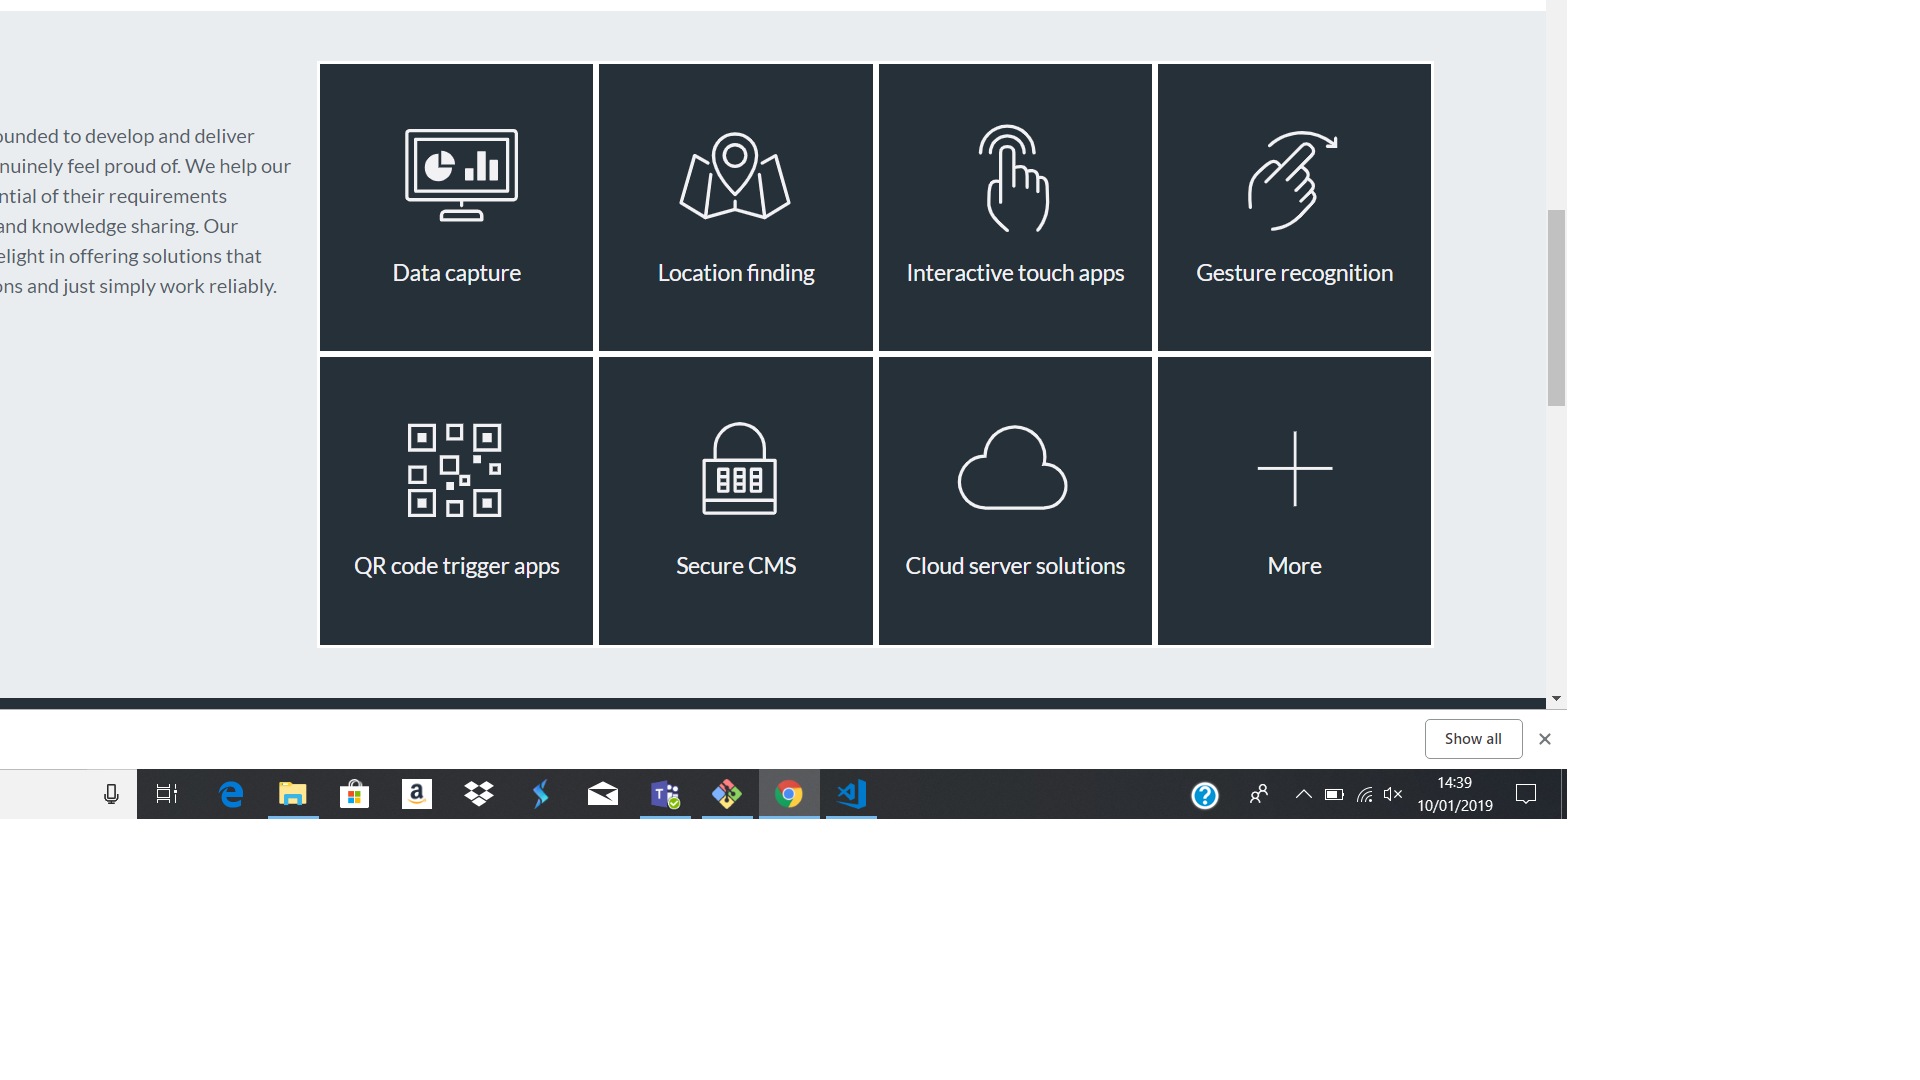 ounded to develop and deliver
nuinely feel proud of. We help our
ntial of their requirements
and knowledge sharing. Our
elight in offering solutions that
ons and just simply work reliably.
Data capture
Location finding
Interactive touch apps
Gesture recognition
QR code trigger apps
Secure CMS
Cloud server solutions
More
Show all
14:39
10/01/2019